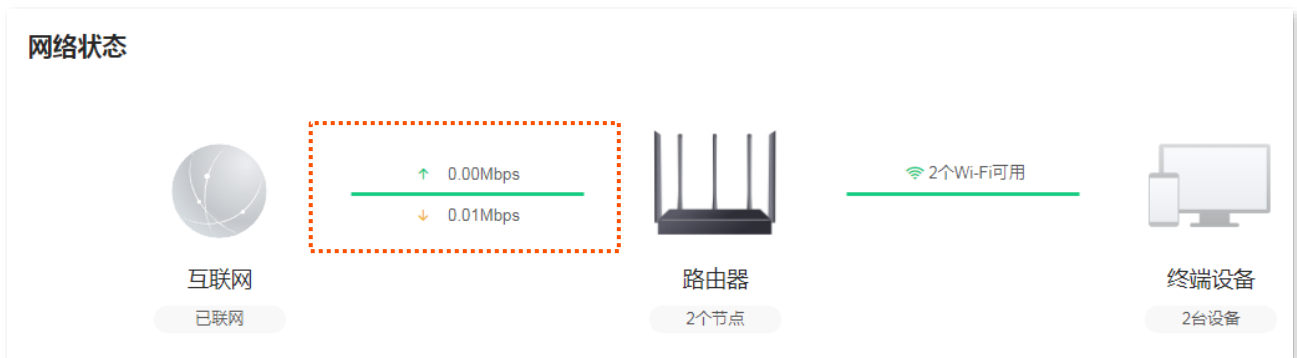 网络状态
↑ 0.00Mbps
2个Wi-Fi可用
↓ 0.01Mbps
互联网
路由器
终端设备
已联网
2个节点
2台设备